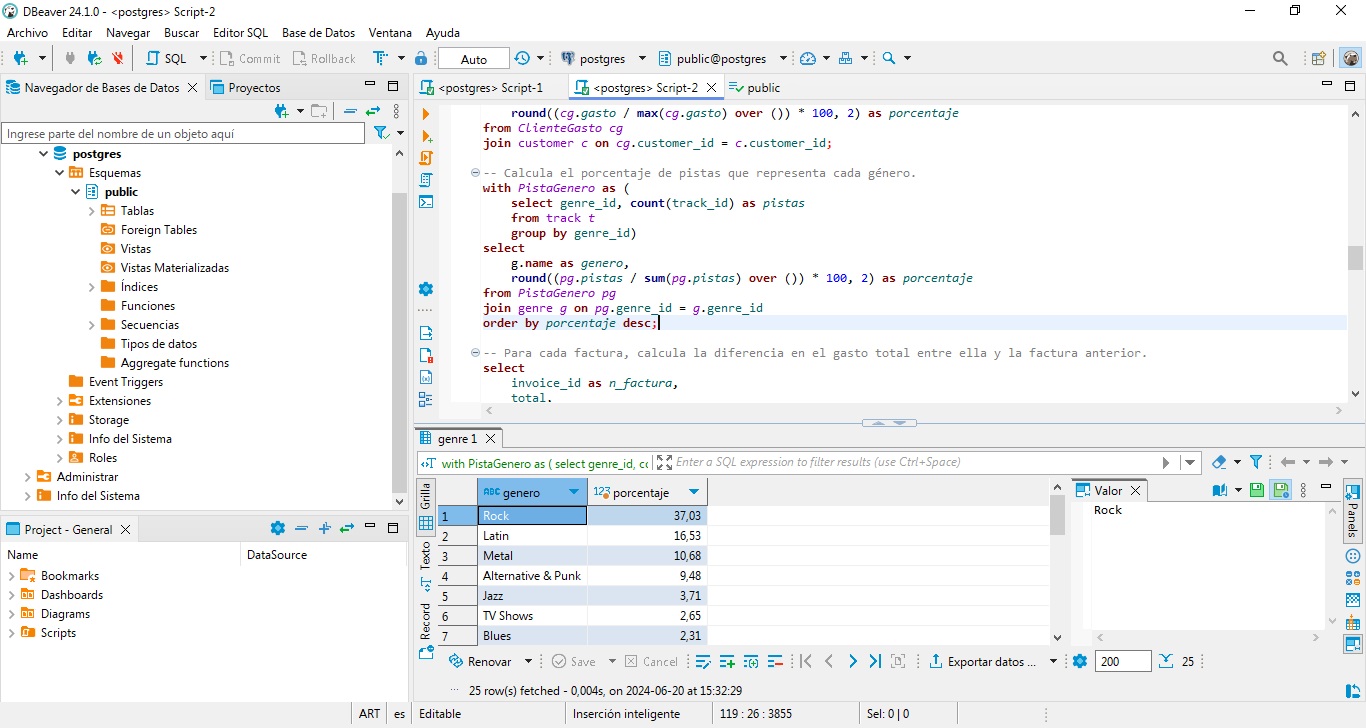 DBeaver 24.1.0 - <postgres> Script-2
Archivo Editar Navegar Buscar Editor SQL Base de Datos Ventana Ayuda
SQL Commit Rollback Auto postgres public@postgres
Navegador de Bases de Datos Proyectos
Ingrese parte del nombre de un objeto aquí
postgres
Esquemas
public
Tablas
Foreign Tables
Vistas
Vistas Materializadas
Índices
Funciones
Secuencias
Tipos de datos
Aggregate functions
Event Triggers
Extensiones
Storage
Info del Sistema
Roles
Administrar
Info del Sistema
Project - General
Name DataSource
Bookmarks
Dashboards
Diagrams
Scripts
<postgres> Script-1 <postgres> Script-2 public
round((cg.gasto / max(cg.gasto) over ()) * 100, 2) as porcentaje
from ClienteGasto cg
join customer c on cg.customer_id = c.customer_id;
-- Calcula el porcentaje de pistas que representa cada género.
with PistaGenero as (
select genre_id, count(track_id) as pistas
from track t
group by genre_id)
select
g.name as genero,
round((pg.pistas / sum(pg.pistas) over ()) * 100, 2) as porcentaje
from PistaGenero pg
join genre g on pg.genre_id = g.genre_id
order by porcentaje desc;
-- Para cada factura, calcula la diferencia en el gasto total entre ella y la factura anterior.
select
invoice_id as n_factura,
total,
genre 1
with PistaGenero as ( select genre_id, cc Enter a SQL expression to filter results (use Ctrl+Space)
Grilla
Texto
Record
ABC genero 123 porcentaje
1 Rock 37,03
2 Latin 16,53
3 Metal 10,68
4 Alternative & Punk 9,48
5 Jazz 3,71
6 TV Shows 2,65
7 Blues 2,31
Valor
Rock
Panels
Renovar Save Cancel Exportar datos ... 200 25
25 row(s) fetched - 0,004s, on 2024-06-20 at 15:32:29
ART es Editable Inserción inteligente 119 : 26 : 3855 Sel: 0 | 0